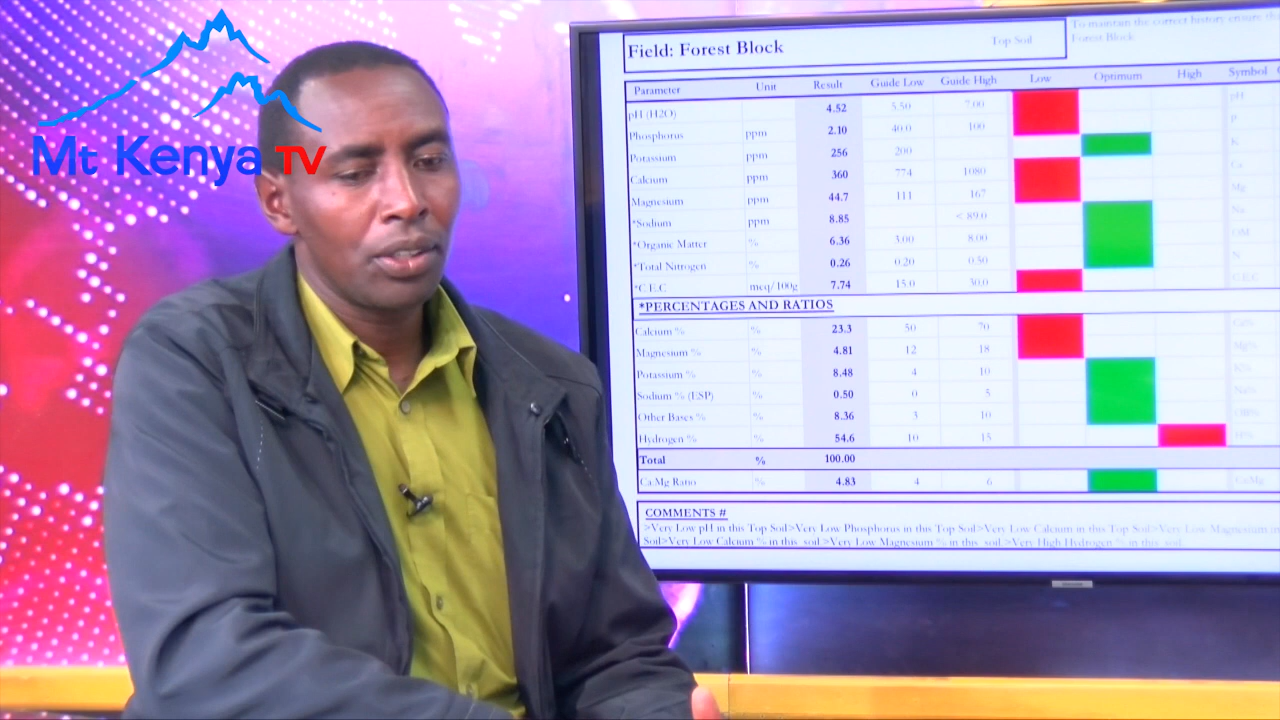 Mt Kenya TV
Field: Forest Block Top Soil
To maintain the correct history ensure
Forest Block
Parameter Unit Result Guide Low Guide High Low Optimum High Symbol
pH (H2O) 4.52 5.50 7.00 pH
Phosphorus ppm 2.10 40.0 100 P
Potassium ppm 256 200 K
Calcium ppm 360 774 1080 Ca
Magnesium ppm 44.7 111 167 Mg
*Sodium ppm 8.85 < 89.0 Na
*Organic Matter % 6.36 3.00 8.00 OM
*Total Nitrogen % 0.26 0.20 0.50 N
*C.E.C meq/100g 7.74 15.0 30.0 C.E.C
*PERCENTAGES AND RATIOS
Calcium % % 23.3 50 70 Ca%
Magnesium % % 4.81 12 18 Mg%
Potassium % % 8.48 4 10 K%
Sodium % (ESP) % 0.50 0 5 Na%
Other Bases % % 8.36 3 10 OB%
Hydrogen % % 54.6 10 15 H%
Total % 100.00
Ca:Mg Ratio % 4.83 4 6 Ca:Mg
COMMENTS #
>Very Low pH in this Top Soil>Very Low Phosphorus in this Top Soil>Very Low Calcium in this Top Soil>Very Low Magnesium in
Soil>Very Low Calcium % in this soil.>Very Low Magnesium % in this soil.>Very High Hydrogen % in this soil.